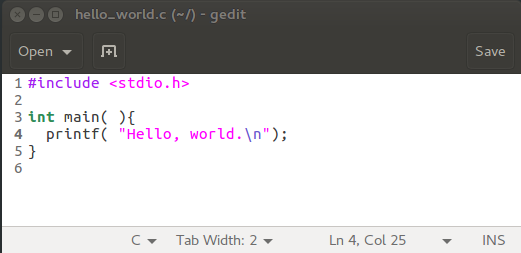 hello_world.c (~/) - gedit
Open Save
1 #include <stdio.h>
2
3 int main( ){
4   printf( "Hello, world.\n");
5 }
6
C Tab Width: 2 Ln 4, Col 25 INS